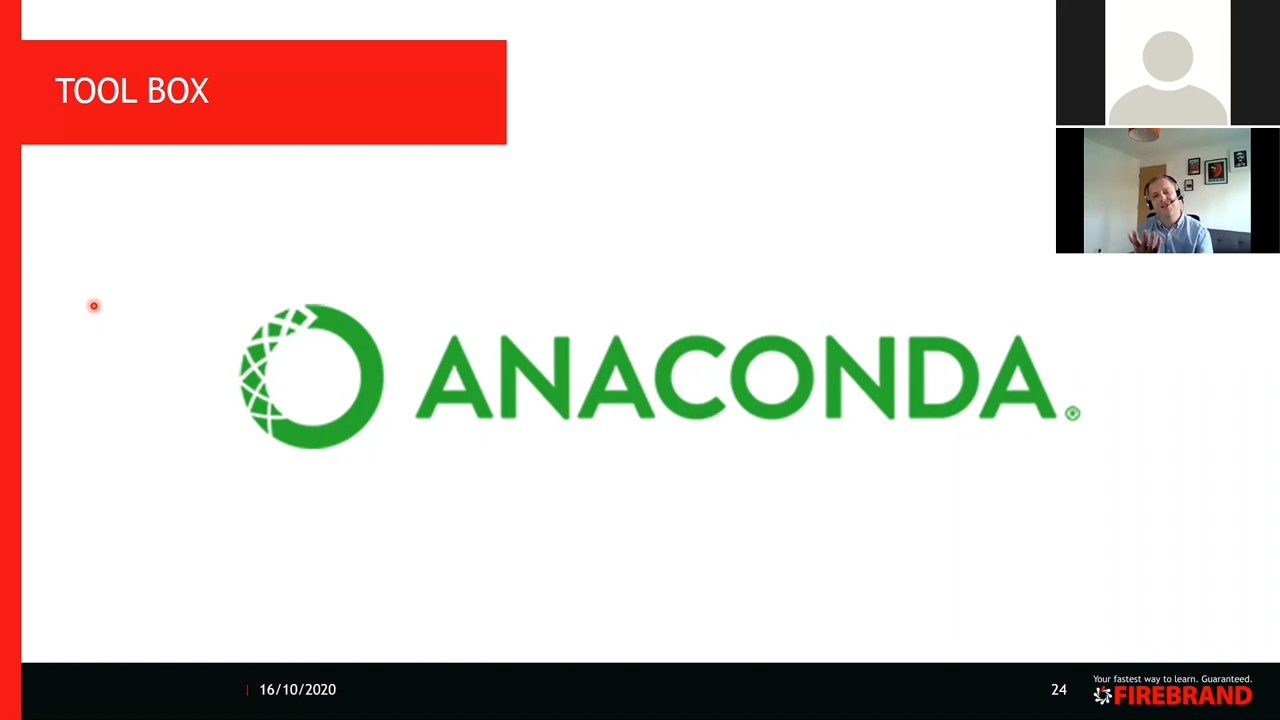 TOOL BOX
ANACONDA
16/10/2020
24
Your fastest way to learn. Guaranteed.
FIREBRAND